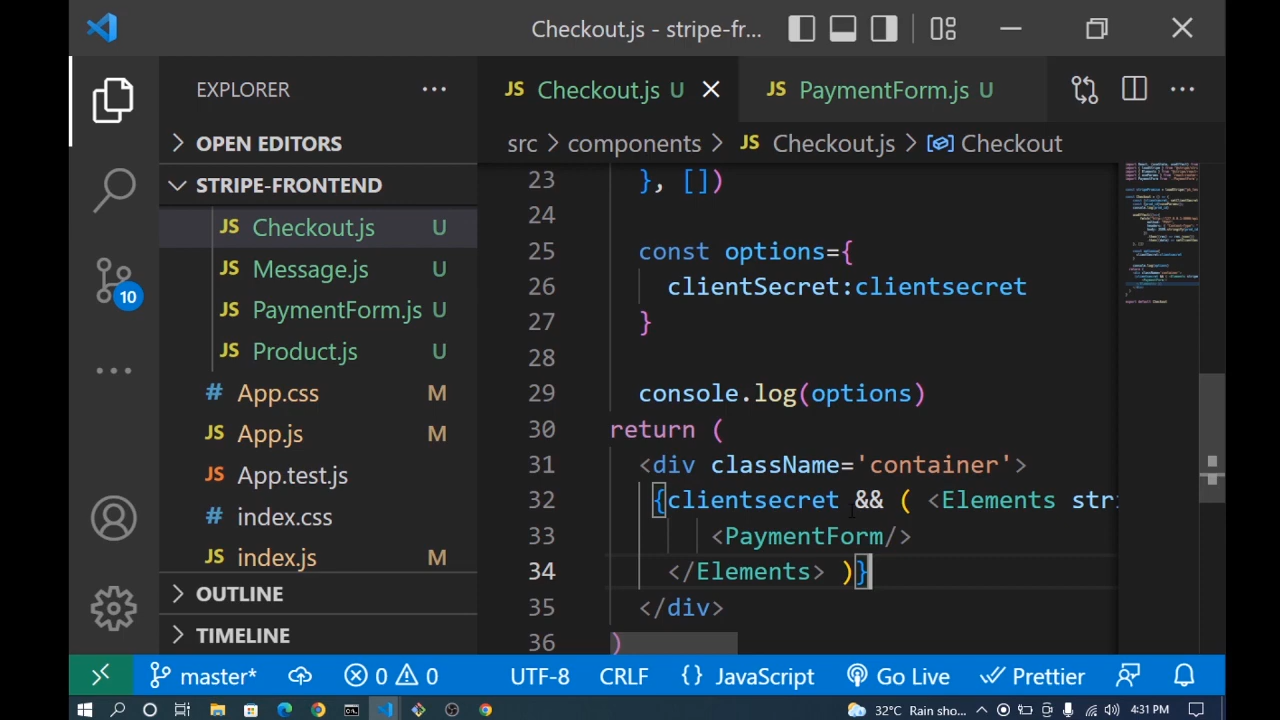 Checkout.js - stripe-fr...
EXPLORER
JS Checkout.js U
JS PaymentForm.js U
OPEN EDITORS
src > components > JS Checkout.js > Checkout
STRIPE-FRONTEND
JS Checkout.js U
JS Message.js U
JS PaymentForm.js U
JS Product.js U
# App.css M
JS App.js M
JS App.test.js
# index.css
JS index.js M
OUTLINE
TIMELINE
10
23 }, [])
24
25 const options={
26 clientSecret:clientsecret
27 }
28
29 console.log(options)
30 return (
31 <div className='container'>
32 {clientsecret && ( <Elements stri
33 <PaymentForm/>
34 </Elements> )}
35 </div>
36 )
master* 0 0 UTF-8 CRLF {} JavaScript Go Live Prettier
32°C Rain sho... 4:31 PM